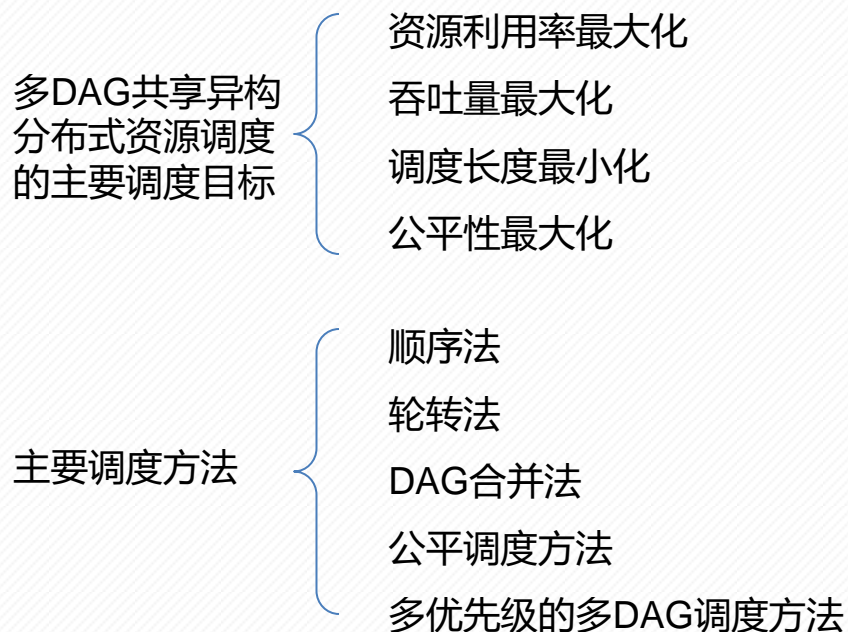 多DAG共享异构
分布式资源调度
的主要调度目标
资源利用率最大化
吞吐量最大化
调度长度最小化
公平性最大化
主要调度方法
顺序法
轮转法
DAG合并法
公平调度方法
多优先级的多DAG调度方法